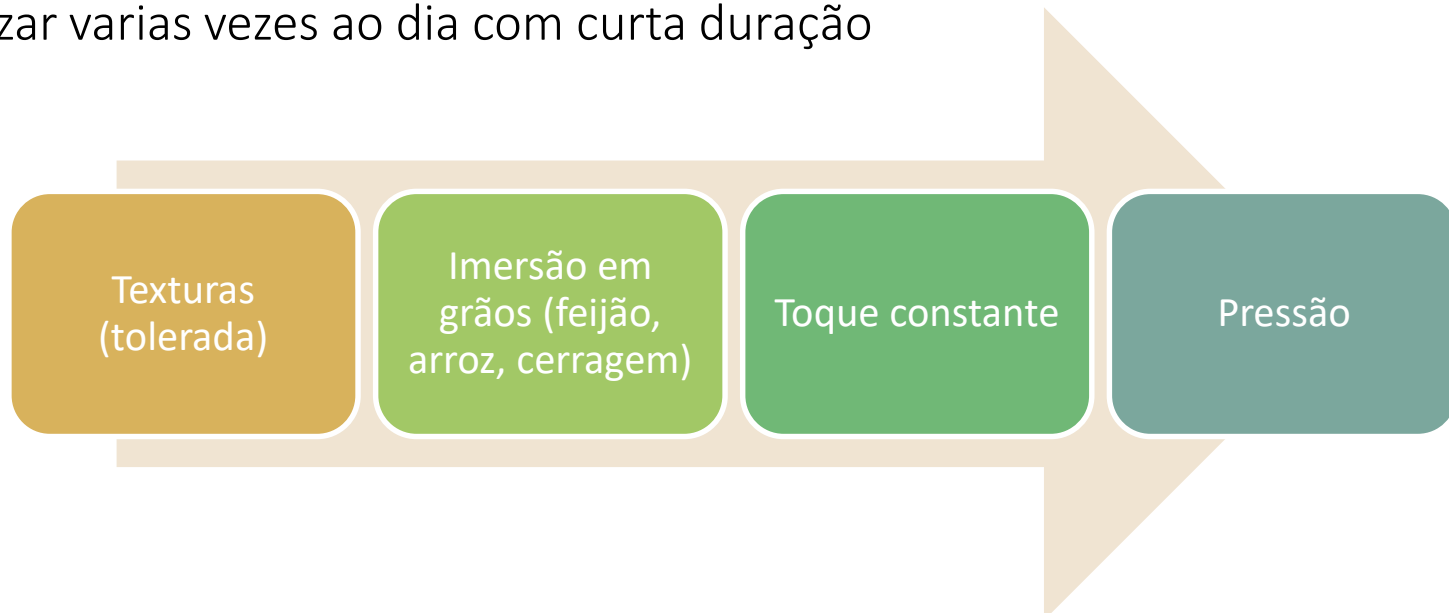 zar varias vezes ao dia com curta duração
Texturas
(tolerada)
Imersão em
grãos (feijão,
arroz, cerragem)
Toque constante
Pressão